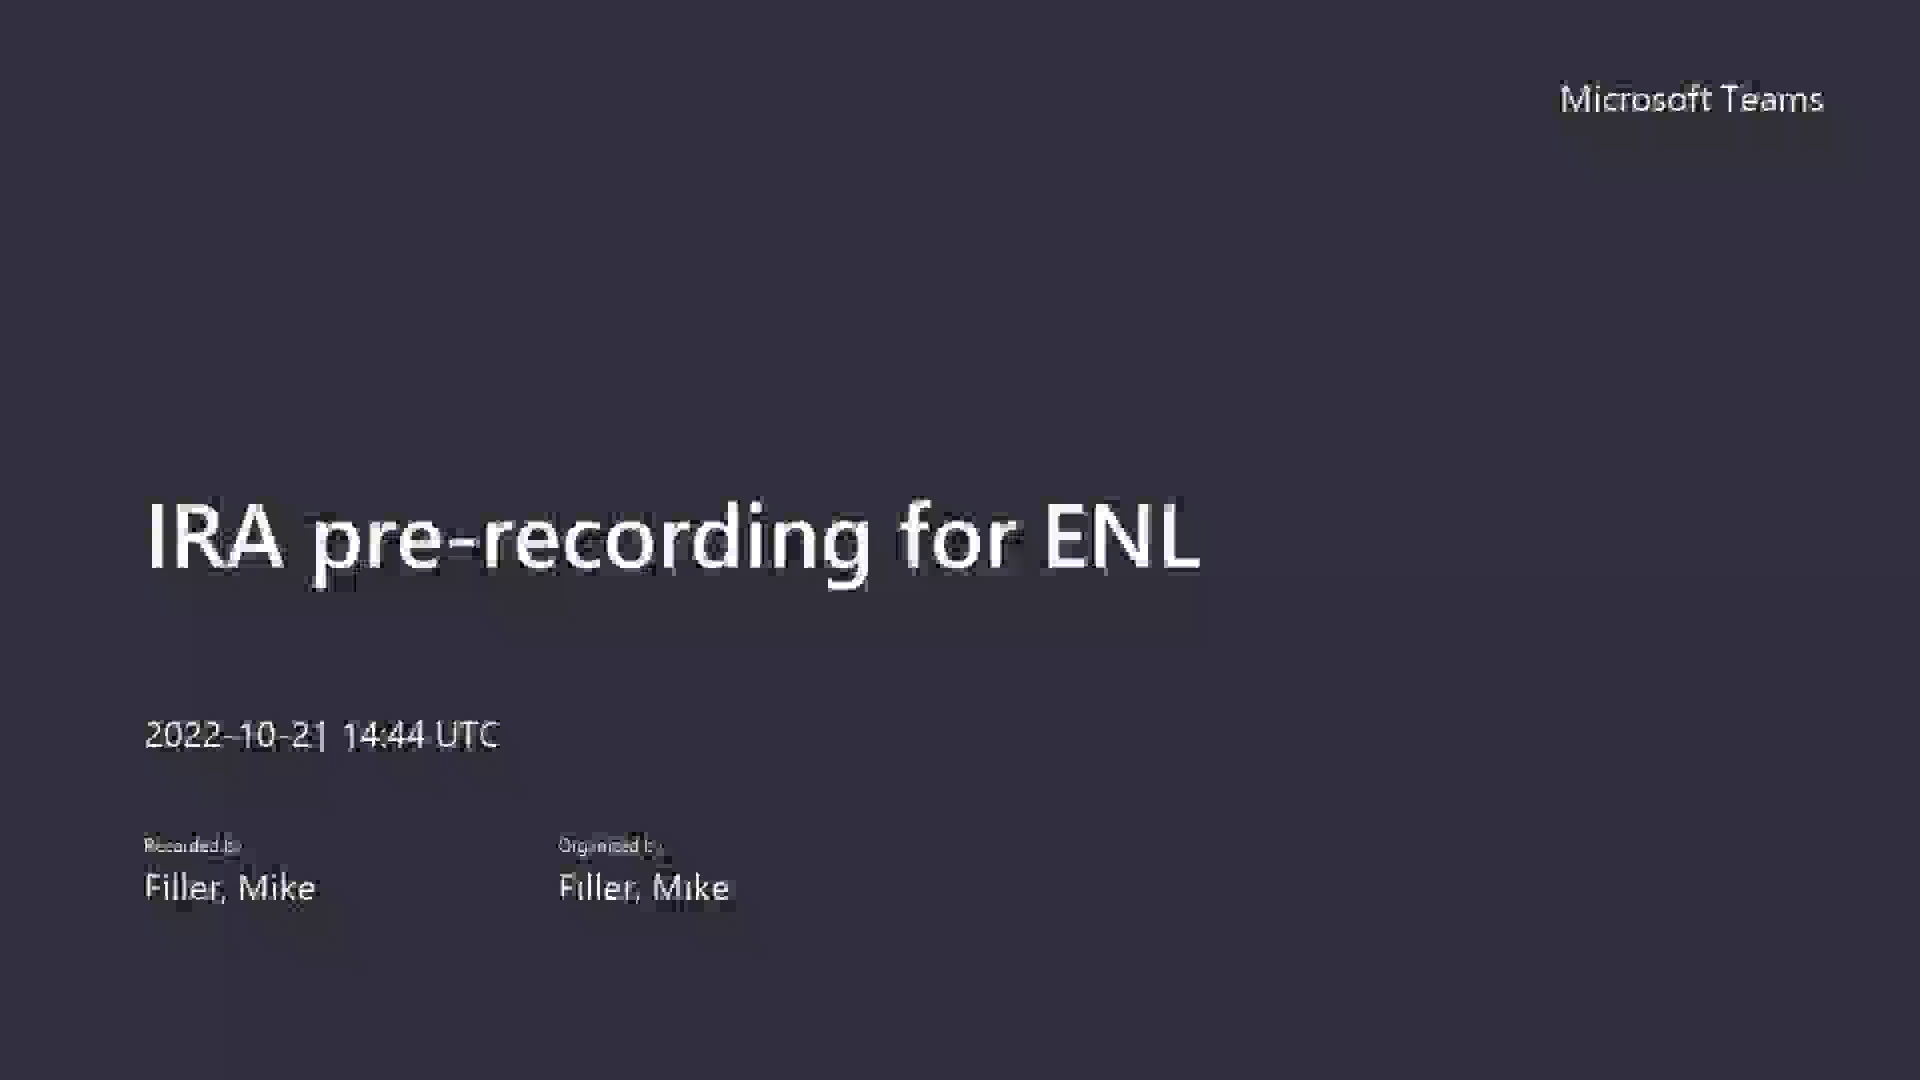 Microsoft Teams
IRA pre-recording for ENL
2022-10-21 14:44 UTC
Recorded by
Organized by
Filler, Mike
Filler, Mike